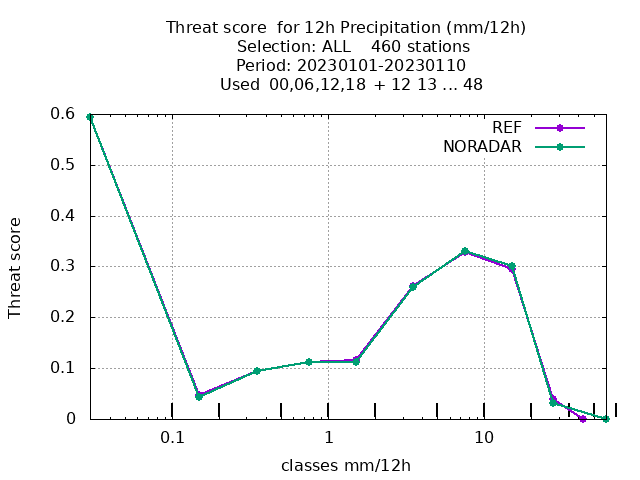 Threat score  for 12h Precipitation (mm/12h)
Selection: ALL    460 stations
Period: 20230101-20230110
Used  00,06,12,18  + 12 13 ... 48
REF
NORADAR
Threat score
0.6
0.5
0.4
0.3
0.2
0.1
0
0.1
1
10
classes mm/12h